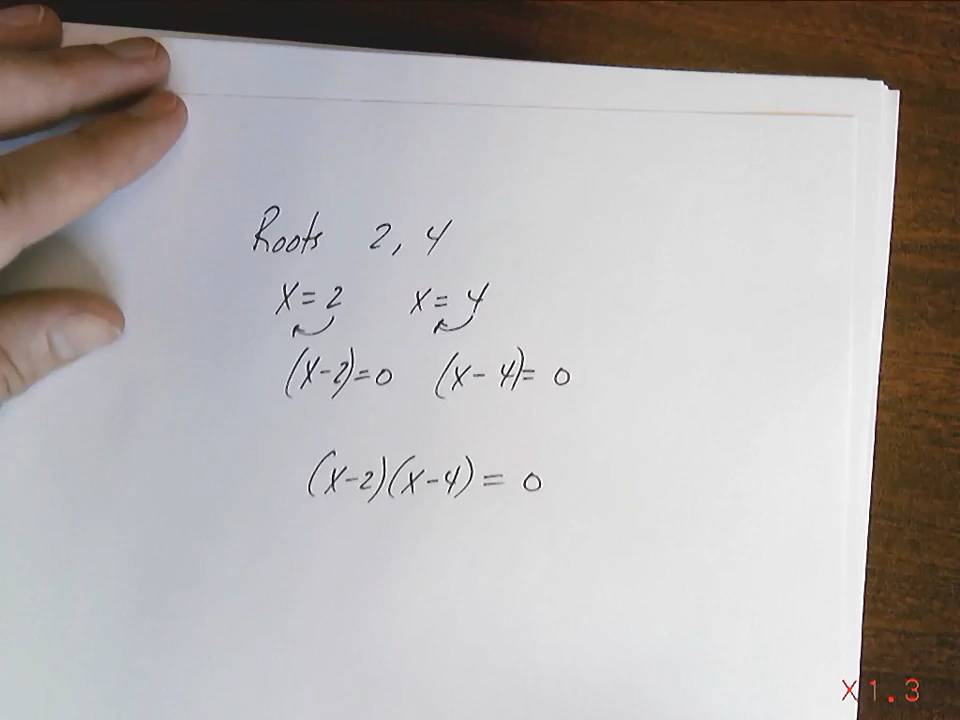 Roots 2, 4
x = 2 x = 4
(x-2)=0 (x-4)=0
(x-2)(x-4) = 0
X1.3